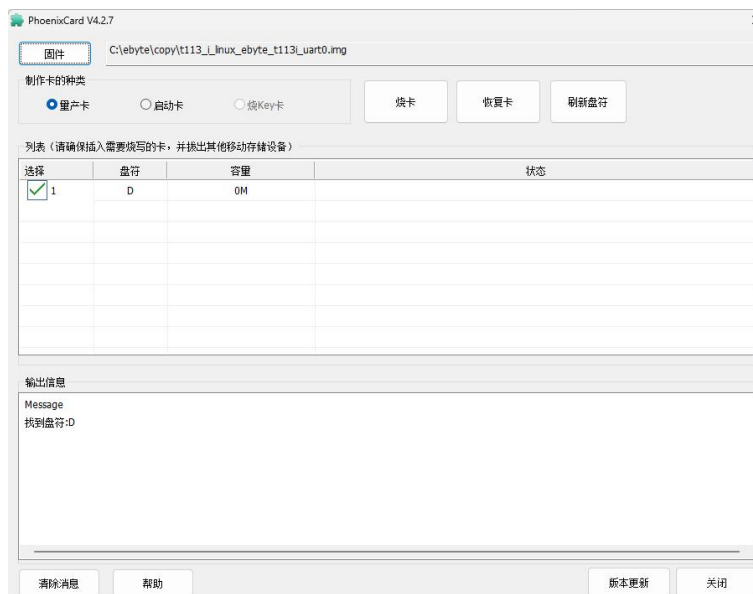 PhoenixCard V4.2.7
固件 C:\ebyte\copy\t113_i_linux_ebyte_t113i_uart0.img
制作卡的种类
量产卡 启动卡 烧Key卡 烧卡 恢复卡 刷新盘符
列表（请确保插入需要烧写的卡，并拔出其他移动存储设备）
选择 盘符 容量 状态
1 D 0M
输出信息
Message
找到盘符:D
清除消息 帮助 版本更新 关闭